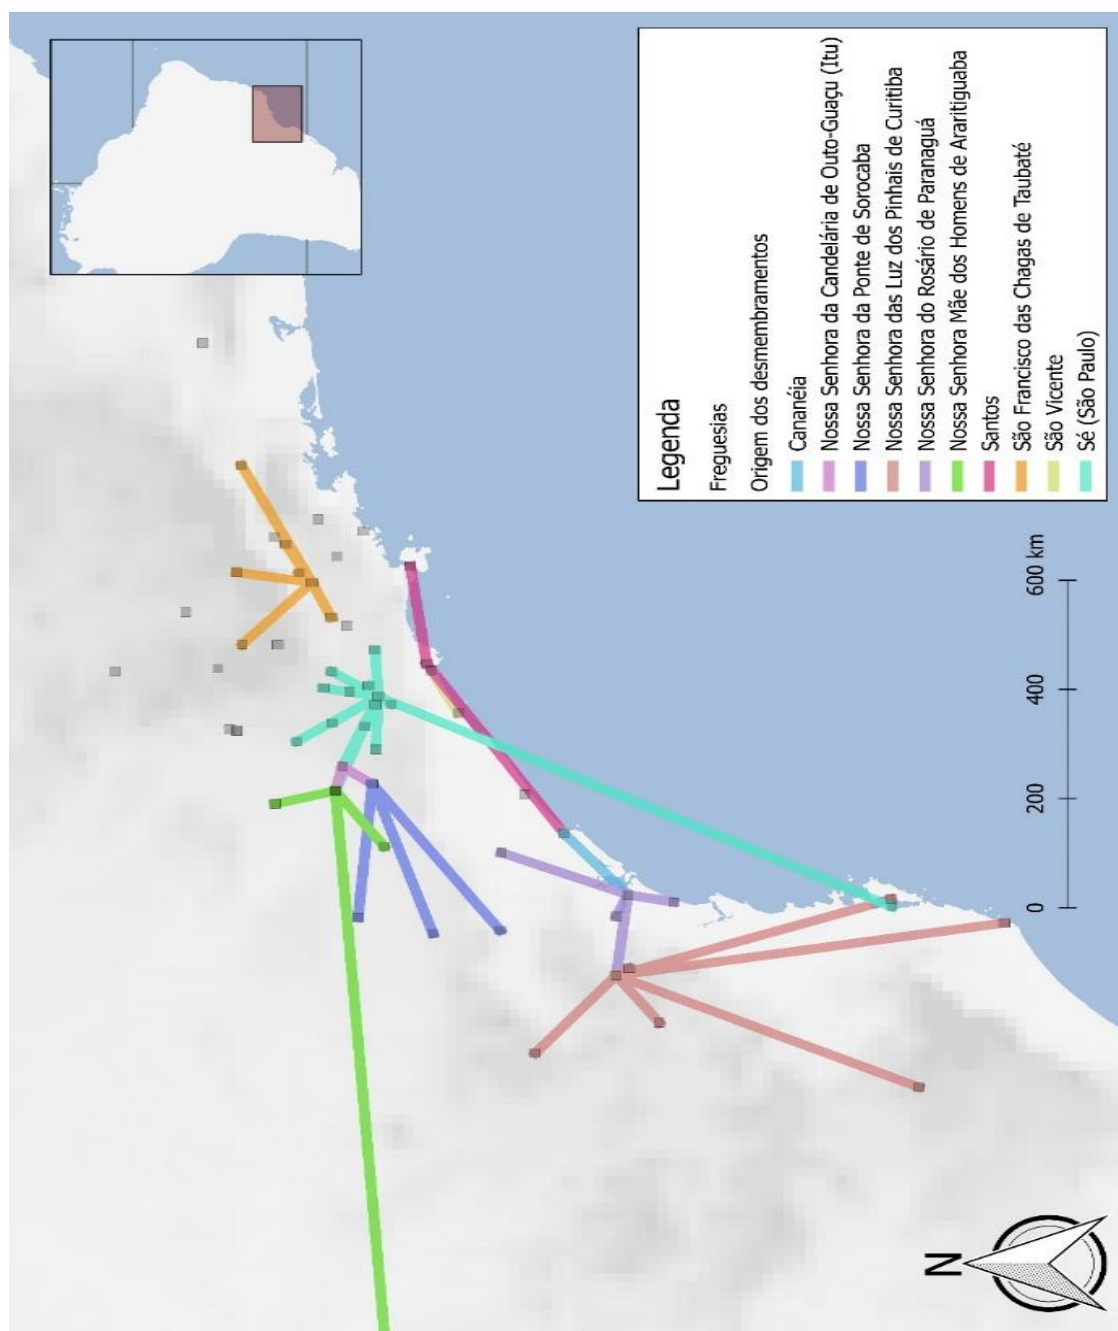 Legenda
Freguesias
Origem dos desmembramentos
Cananéia
Nossa Senhora da Candelária de Outo-Guaçu (Itu)
Nossa Senhora da Ponte de Sorocaba
Nossa Senhora das Luz dos Pinhais de Curitiba
Nossa Senhora do Rosário de Paranaguá
Nossa Senhora Mãe dos Homens de Araritiguaba
Santos
São Francisco das Chagas de Taubaté
São Vicente
Sé (São Paulo)
0 200 400 600 km
N